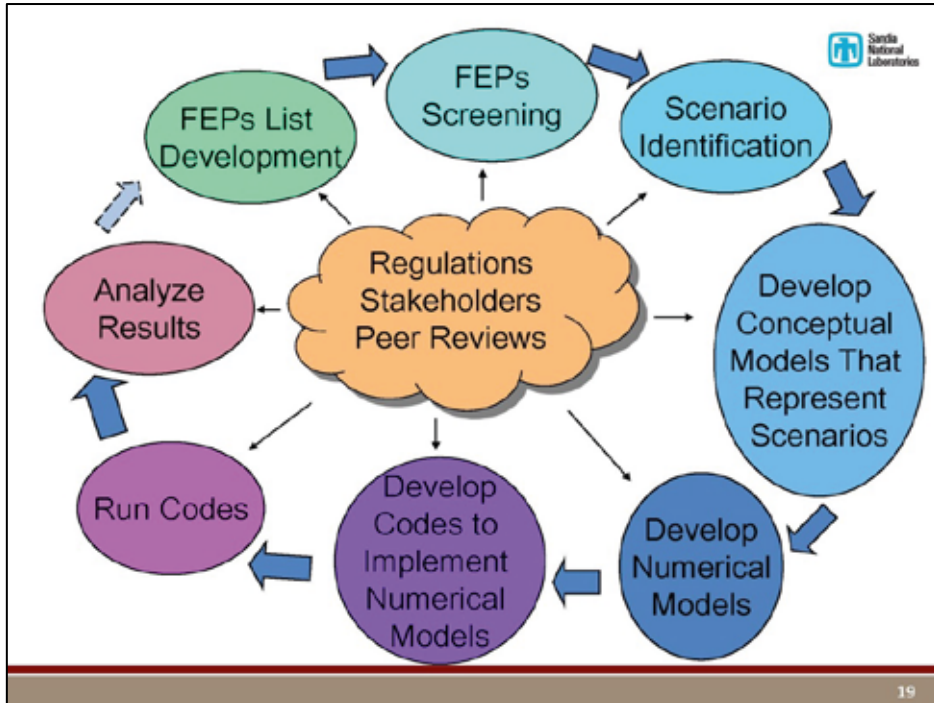 Sandia
National
Laboratories
FEPs List
Development
FEPs
Screening
Scenario
Identification
Regulations
Stakeholders
Peer Reviews
Develop
Conceptual
Models That
Represent
Scenarios
Analyze
Results
Run Codes
Develop
Codes to
Implement
Numerical
Models
Develop
Numerical
Models
19